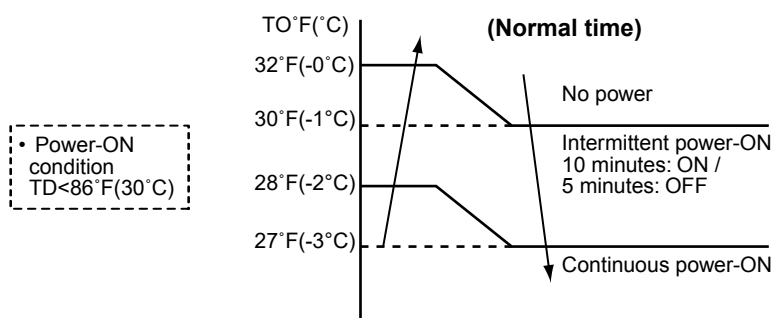 TO˚F(˚C)
(Normal time)
32˚F(-0˚C)
No power
30˚F(-1°C)
• Power-ON
condition
TD<86˚F(30˚C)
Intermittent power-ON
10 minutes: ON /
5 minutes: OFF
28˚F(-2°C)
27˚F(-3°C)
Continuous power-ON